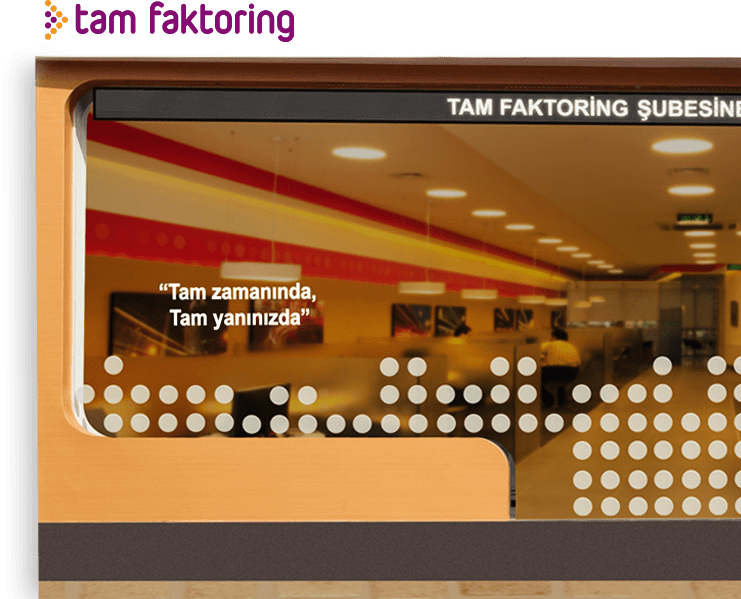 tam faktoring
TAM FAKTORİNG ŞUBESİNE
“Tam zamanında,
Tam yanınızda”